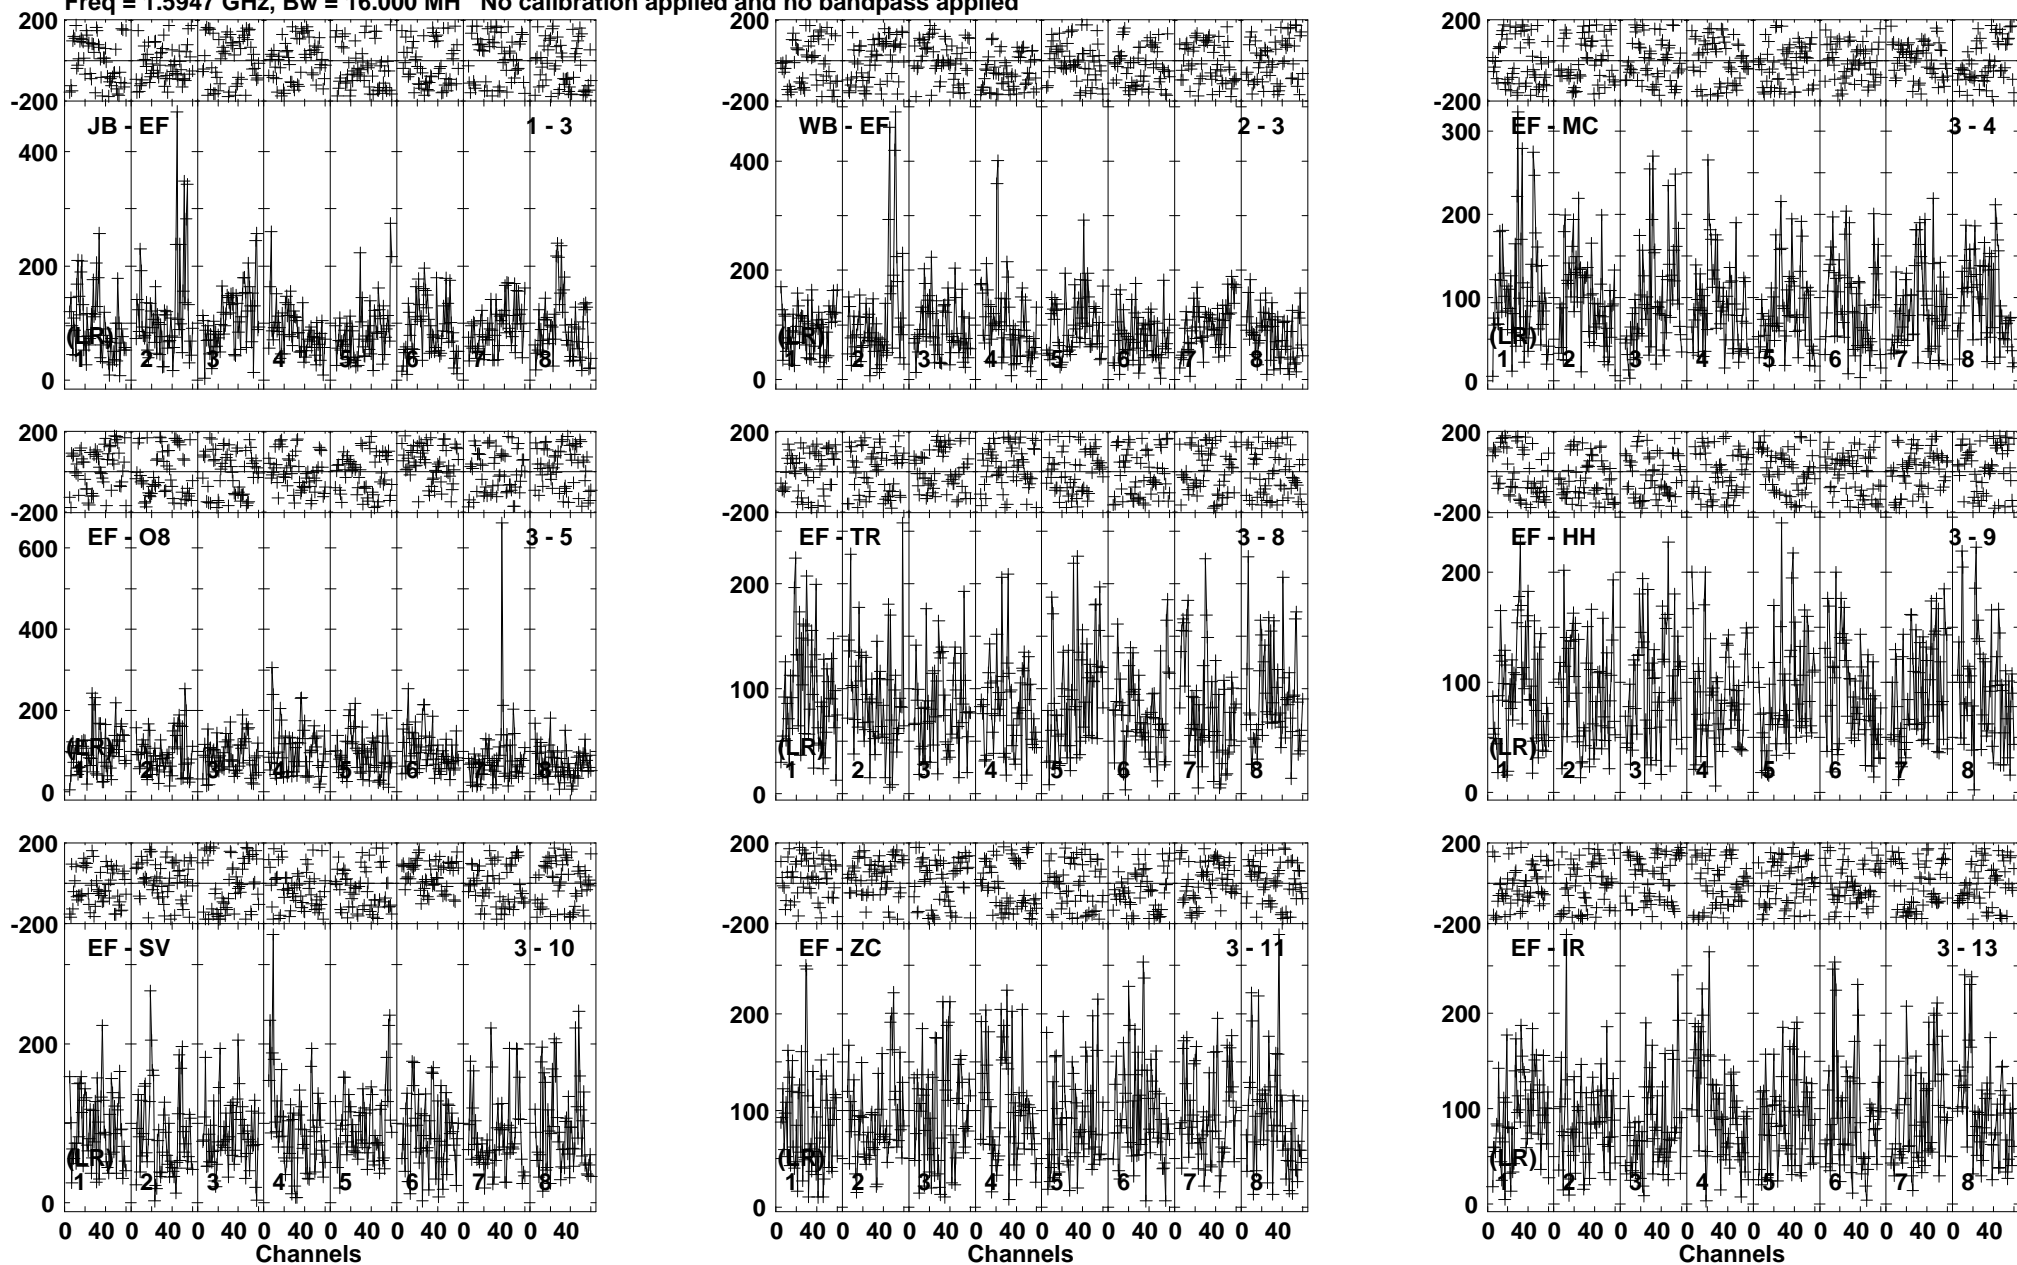 Freq = 1.5947 GHz, Bw = 16.000 MH No calibration applied and no bandpass applied
200 200 200
-200 -200 -200
JB - EF 1 - 3 WB - EF 2 - 3 EF - MC 3 - 4
400 400 300
200 200 200
100
(LR) (LR) (LR)
1 2 3 4 5 6 7 8 1 2 3 4 5 6 7 8 1 2 3 4 5 6 7 8
0 0 0
200 200 200
-200 -200 -200
EF - O8 3 - 5 EF - TR 3 - 8 EF - HH 3 - 9
600
400 200 200
200 100 100
(LR) (LR) (LR)
1 2 3 4 5 6 7 8 1 2 3 4 5 6 7 8 1 2 3 4 5 6 7 8
0 0 0
200 200 200
-200 -200 -200
EF - SV 3 - 10 EF - ZC 3 - 11 EF - IR 3 - 13
200 200 200
100 100
(LR) (LR) (LR)
1 2 3 4 5 6 7 8 1 2 3 4 5 6 7 8 1 2 3 4 5 6 7 8
0 0 0
0 40 0 40 0 40 0 40 0 40 0 40 0 40 0 40 0 40 0 40 0 40 0 40 0 40 0 40 0 40 0 40 0 40 0 40 0 40 0 40 0 40 0 40 0 40 0 40
Channels Channels Channels